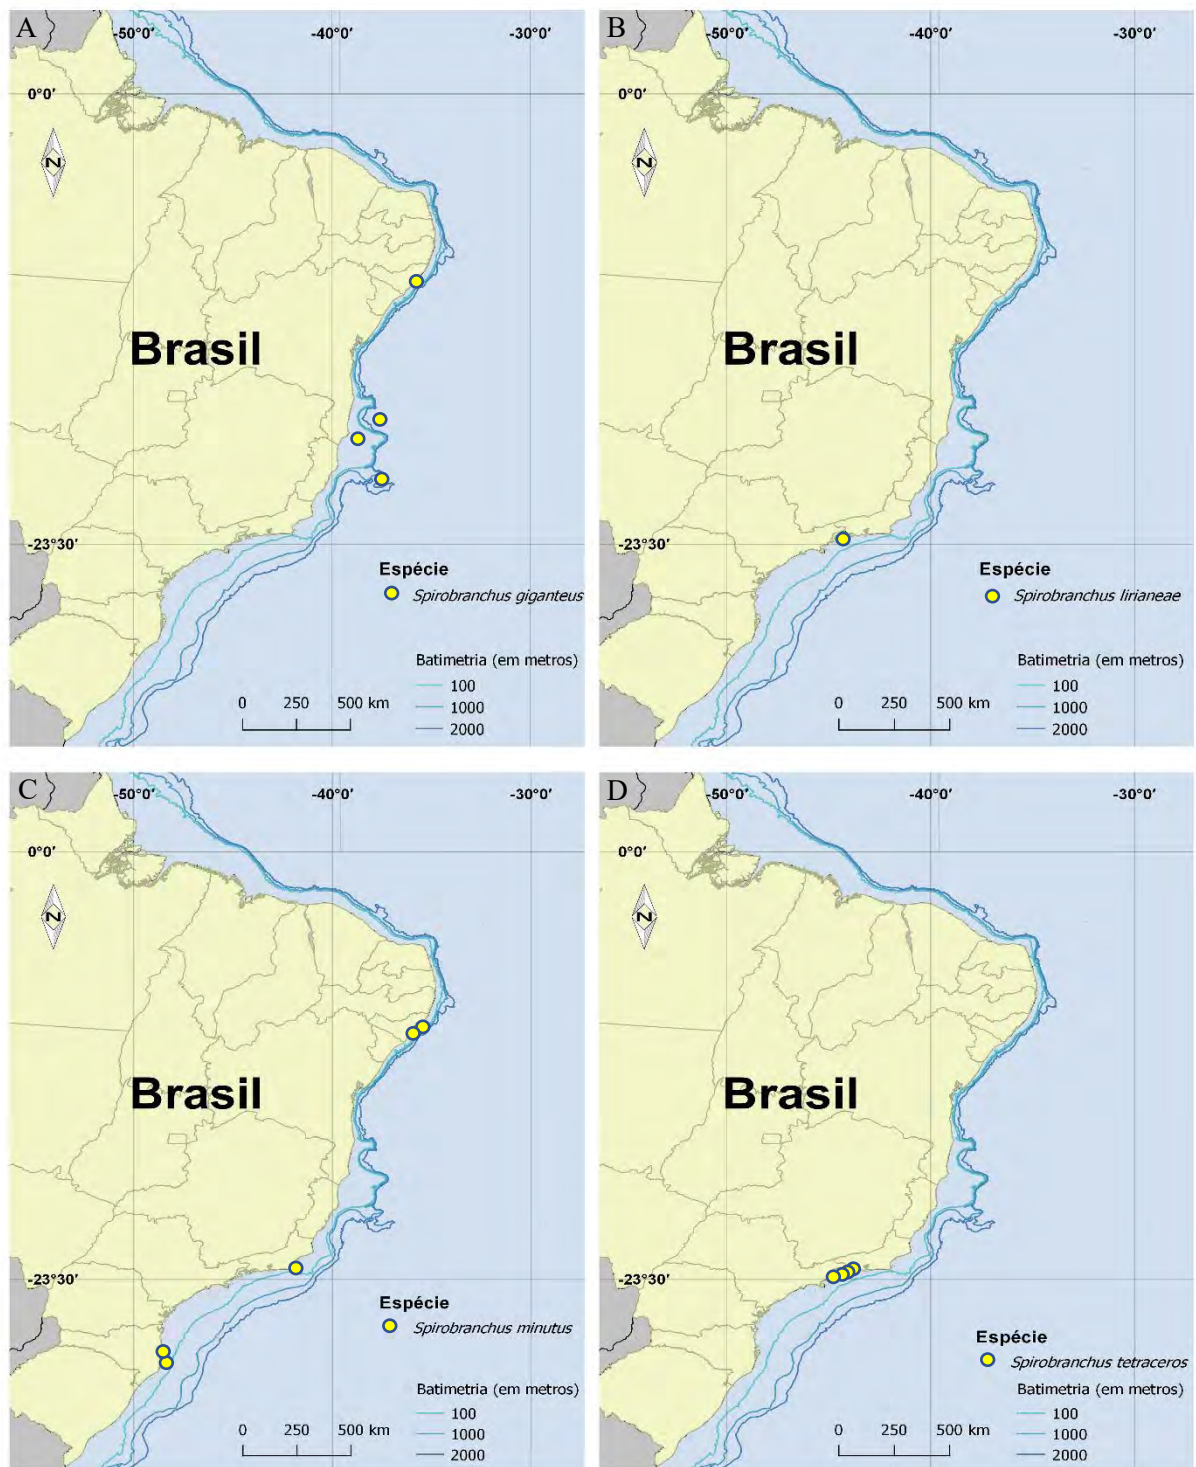 A
-50°0′ -40°0′ -30°0′
0°0′
N
Brasil
-23°30′
Espécie
Spirobranchus giganteus
Batimetria (em metros)
0 250 500 km
100
1000
2000
B
-50°0′ -40°0′ -30°0′
0°0′
N
Brasil
-23°30′
Espécie
Spirobranchus lirianeae
Batimetria (em metros)
0 250 500 km
100
1000
2000
C
-50°0′ -40°0′ -30°0′
0°0′
N
Brasil
-23°30′
Espécie
Spirobranchus minutus
Batimetria (em metros)
0 250 500 km
100
1000
2000
D
-50°0′ -40°0′ -30°0′
0°0′
N
Brasil
-23°30′
Espécie
Spirobranchus tetraceros
Batimetria (em metros)
0 250 500 km
100
1000
2000